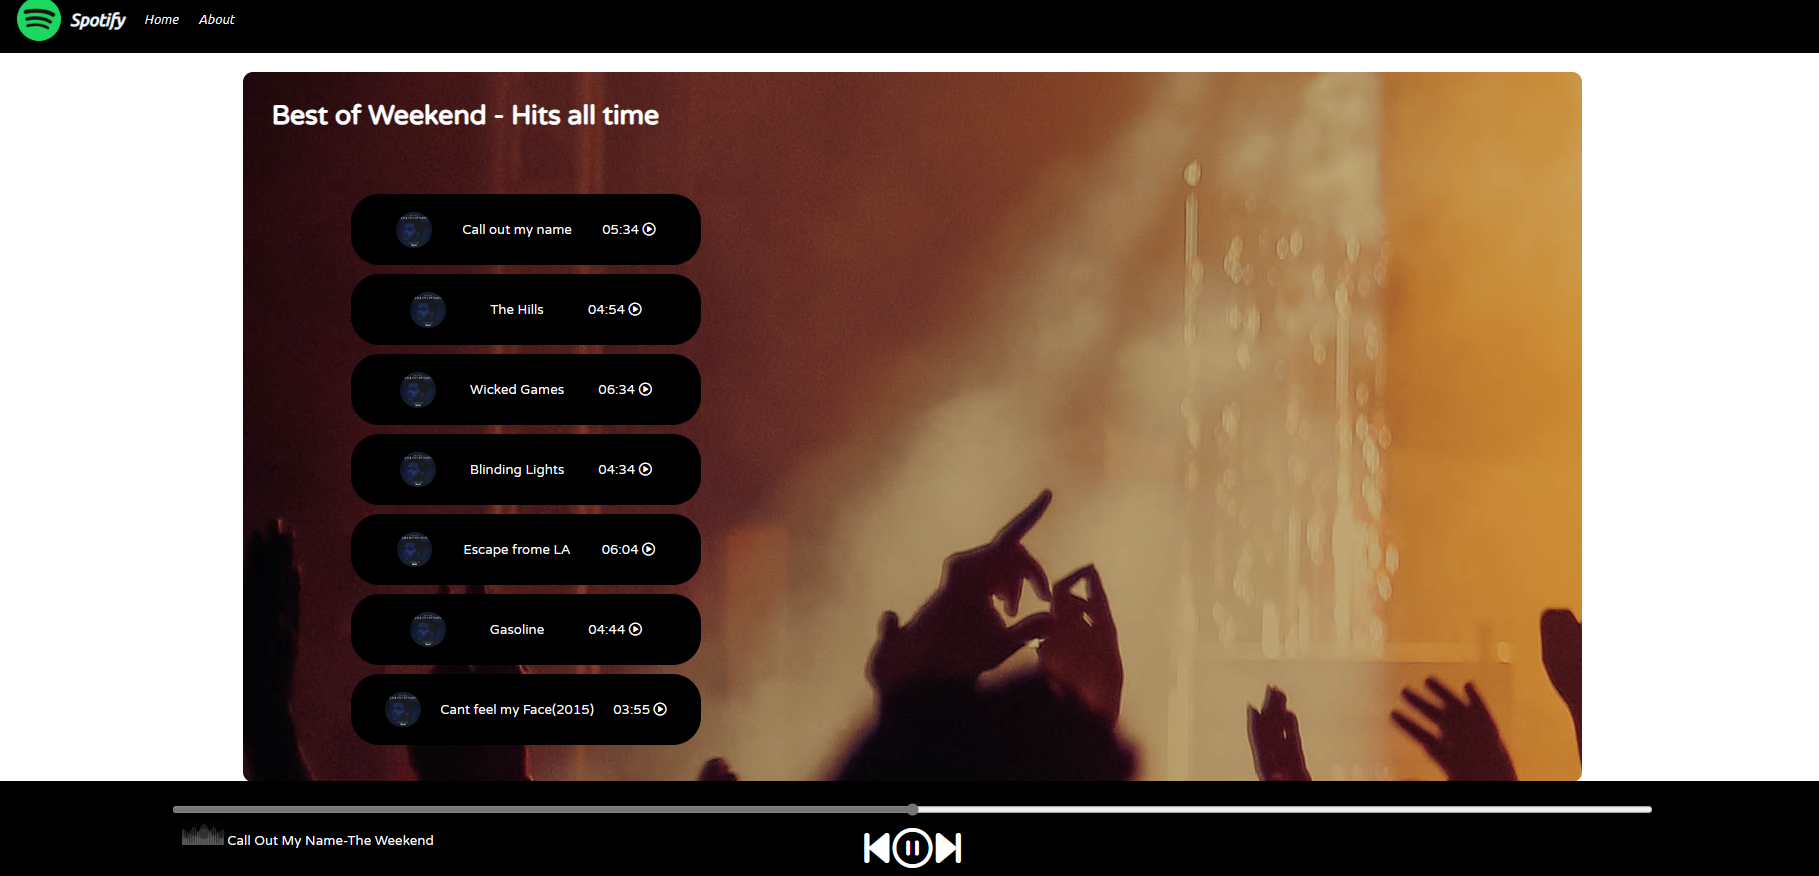 Spotify Home About
Best of Weekend - Hits all time
Call out my name 05:34
The Hills 04:54
Wicked Games 06:34
Blinding Lights 04:34
Escape frome LA 06:04
Gasoline 04:44
Cant feel my Face(2015) 03:55
Call Out My Name-The Weekend